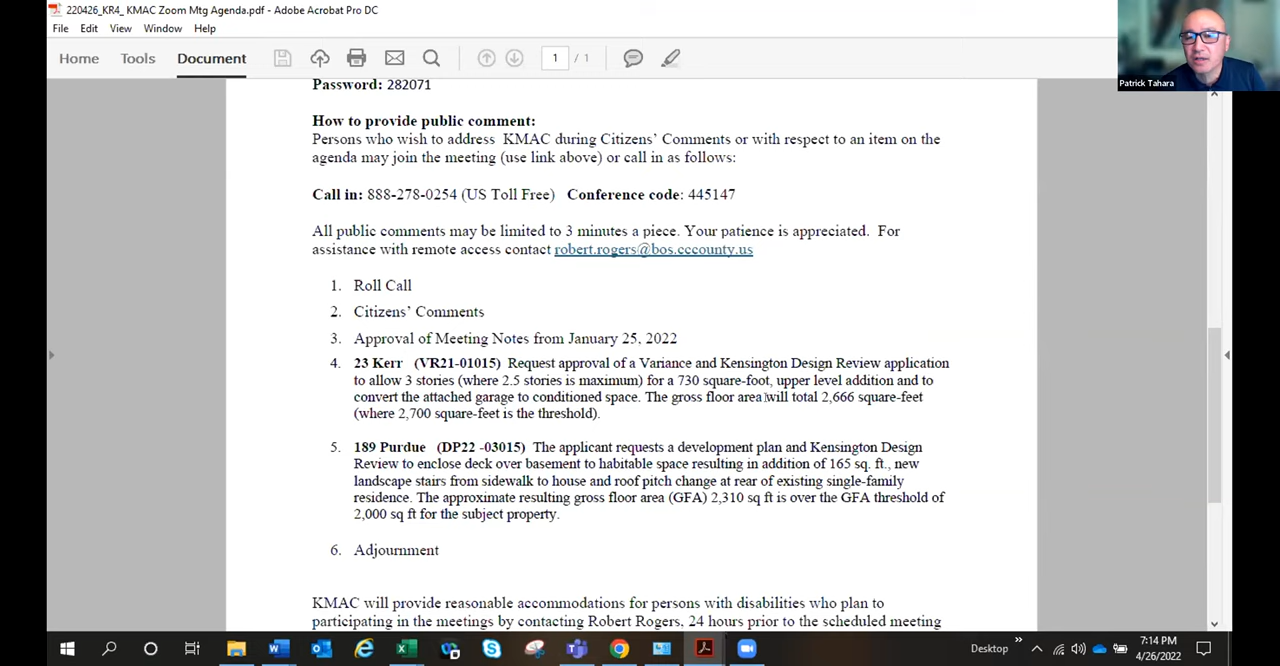 220426_KR4_ KMAC Zoom Mtg Agenda.pdf - Adobe Acrobat Pro DC
File Edit View Window Help
Home Tools Document 1 / 1
Patrick Tahara
Password: 282071
How to provide public comment:
Persons who wish to address KMAC during Citizens’ Comments or with respect to an item on the
agenda may join the meeting (use link above) or call in as follows:
Call in: 888-278-0254 (US Toll Free) Conference code: 445147
All public comments may be limited to 3 minutes a piece. Your patience is appreciated. For
assistance with remote access contact robert.rogers@bos.cccounty.us
1. Roll Call
2. Citizens’ Comments
3. Approval of Meeting Notes from January 25, 2022
4. 23 Kerr (VR21-01015) Request approval of a Variance and Kensington Design Review application
to allow 3 stories (where 2.5 stories is maximum) for a 730 square-foot, upper level addition and to
convert the attached garage to conditioned space. The gross floor area will total 2,666 square-feet
(where 2,700 square-feet is the threshold).
5. 189 Purdue (DP22 -03015) The applicant requests a development plan and Kensington Design
Review to enclose deck over basement to habitable space resulting in addition of 165 sq. ft., new
landscape stairs from sidewalk to house and roof pitch change at rear of existing single-family
residence. The approximate resulting gross floor area (GFA) 2,310 sq ft is over the GFA threshold of
2,000 sq ft for the subject property.
6. Adjournment
KMAC will provide reasonable accommodations for persons with disabilities who plan to
participating in the meetings by contacting Robert Rogers, 24 hours prior to the scheduled meeting
Desktop
7:14 PM
4/26/2022